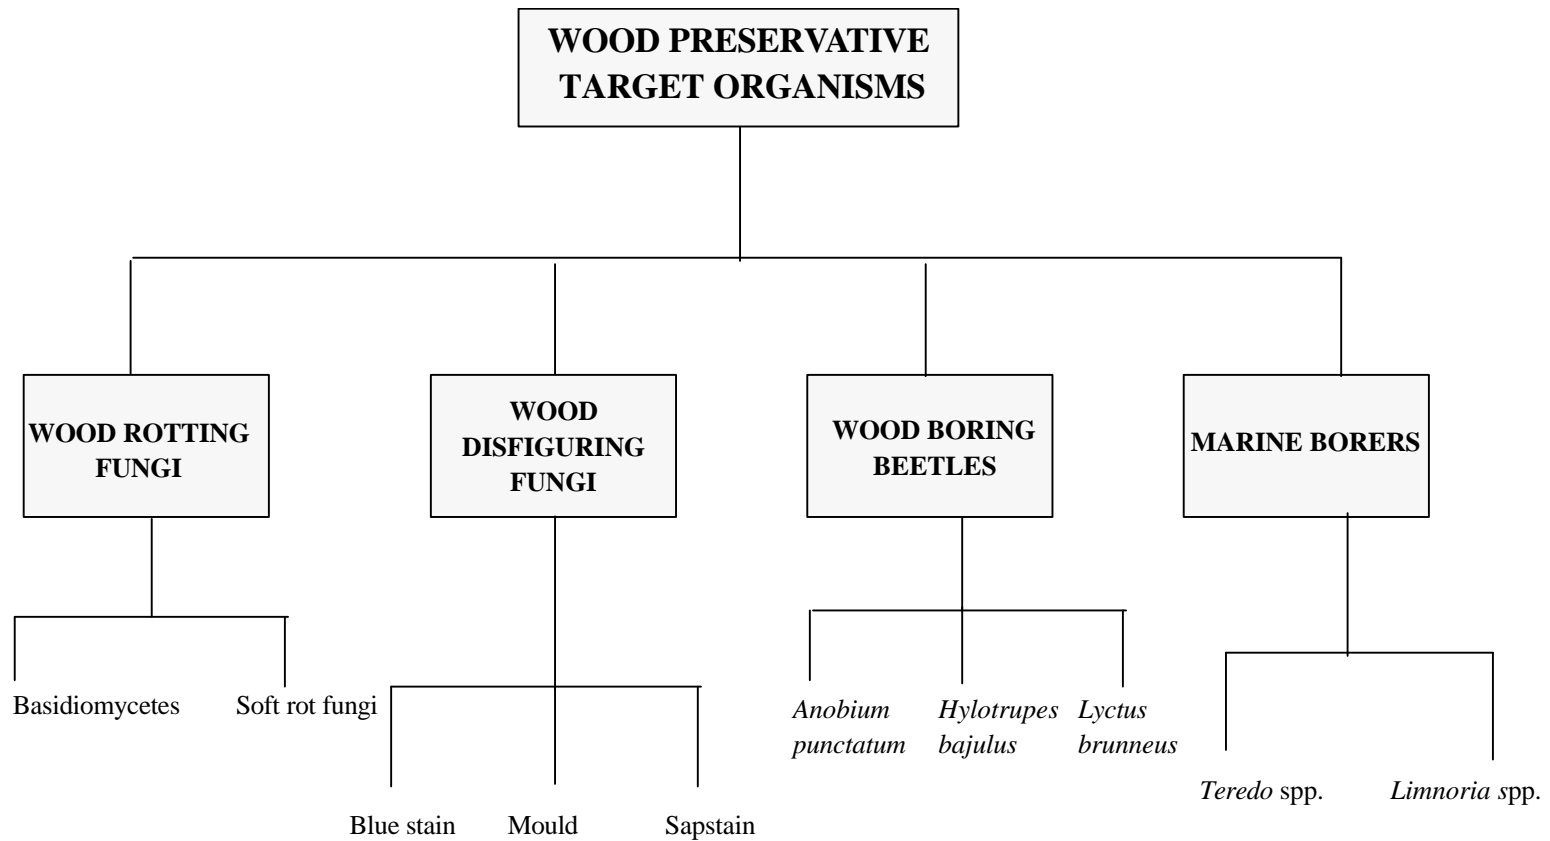 WOOD PRESERVATIVE
TARGET ORGANISMS
WOOD ROTTING
FUNGI
WOOD
DISFIGURING
FUNGI
WOOD BORING
BEETLES
MARINE BORERS
Basidiomycetes
Soft rot fungi
Blue stain
Mould
Sapstain
Anobium
punctatum
Hylotrupes
bajulus
Lyctus
brunneus
Teredo spp.
Limnoria spp.